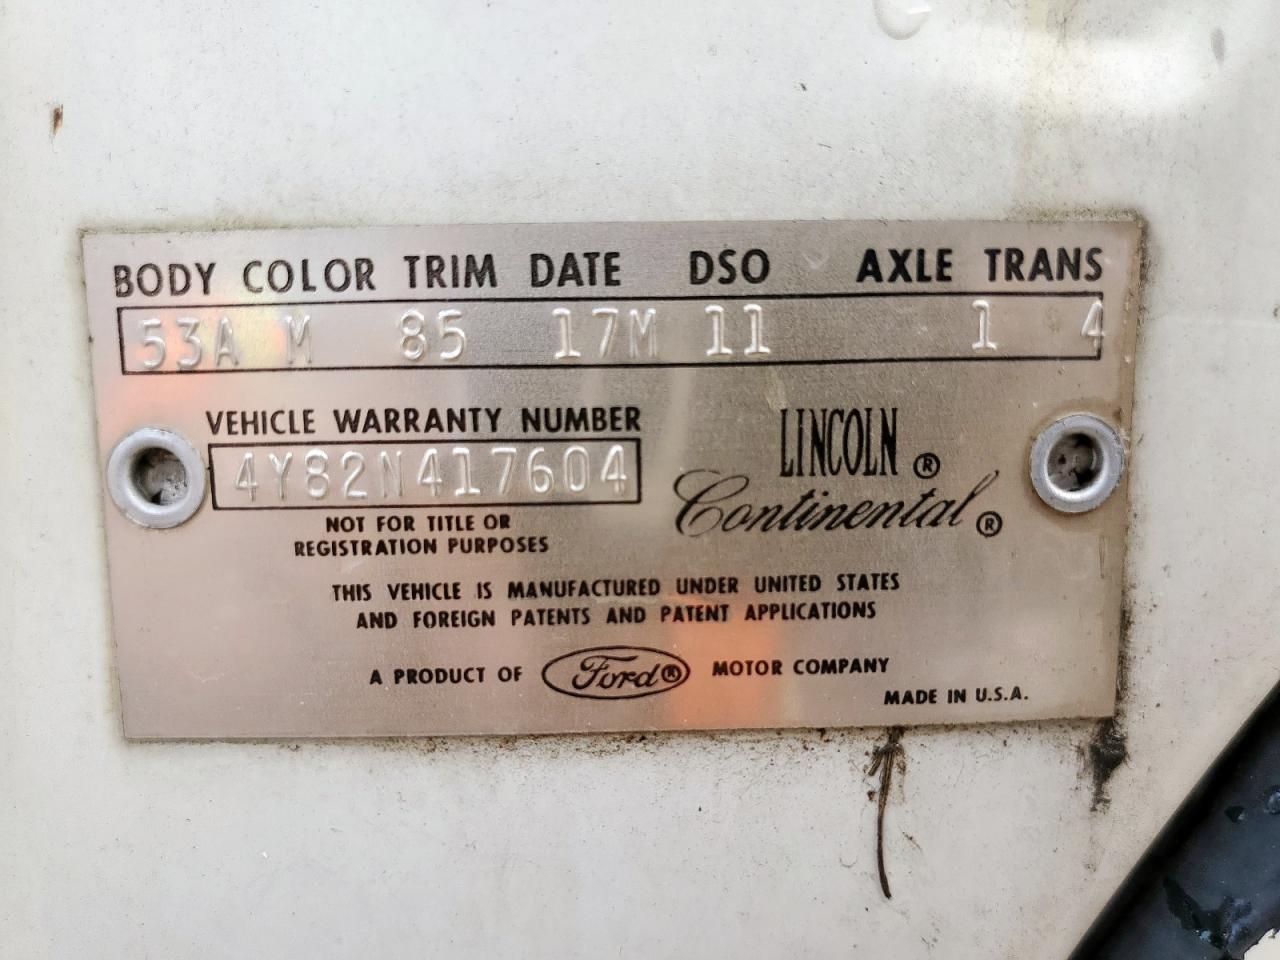 BODY COLOR TRIM DATE DSO AXLE TRANS
53A M 85 17M 11 1 4
VEHICLE WARRANTY NUMBER
4Y82N417604
LINCOLN ®
Continental ®
NOT FOR TITLE OR
REGISTRATION PURPOSES
THIS VEHICLE IS MANUFACTURED UNDER UNITED STATES
AND FOREIGN PATENTS AND PATENT APPLICATIONS
A PRODUCT OF Ford® MOTOR COMPANY
MADE IN U.S.A.